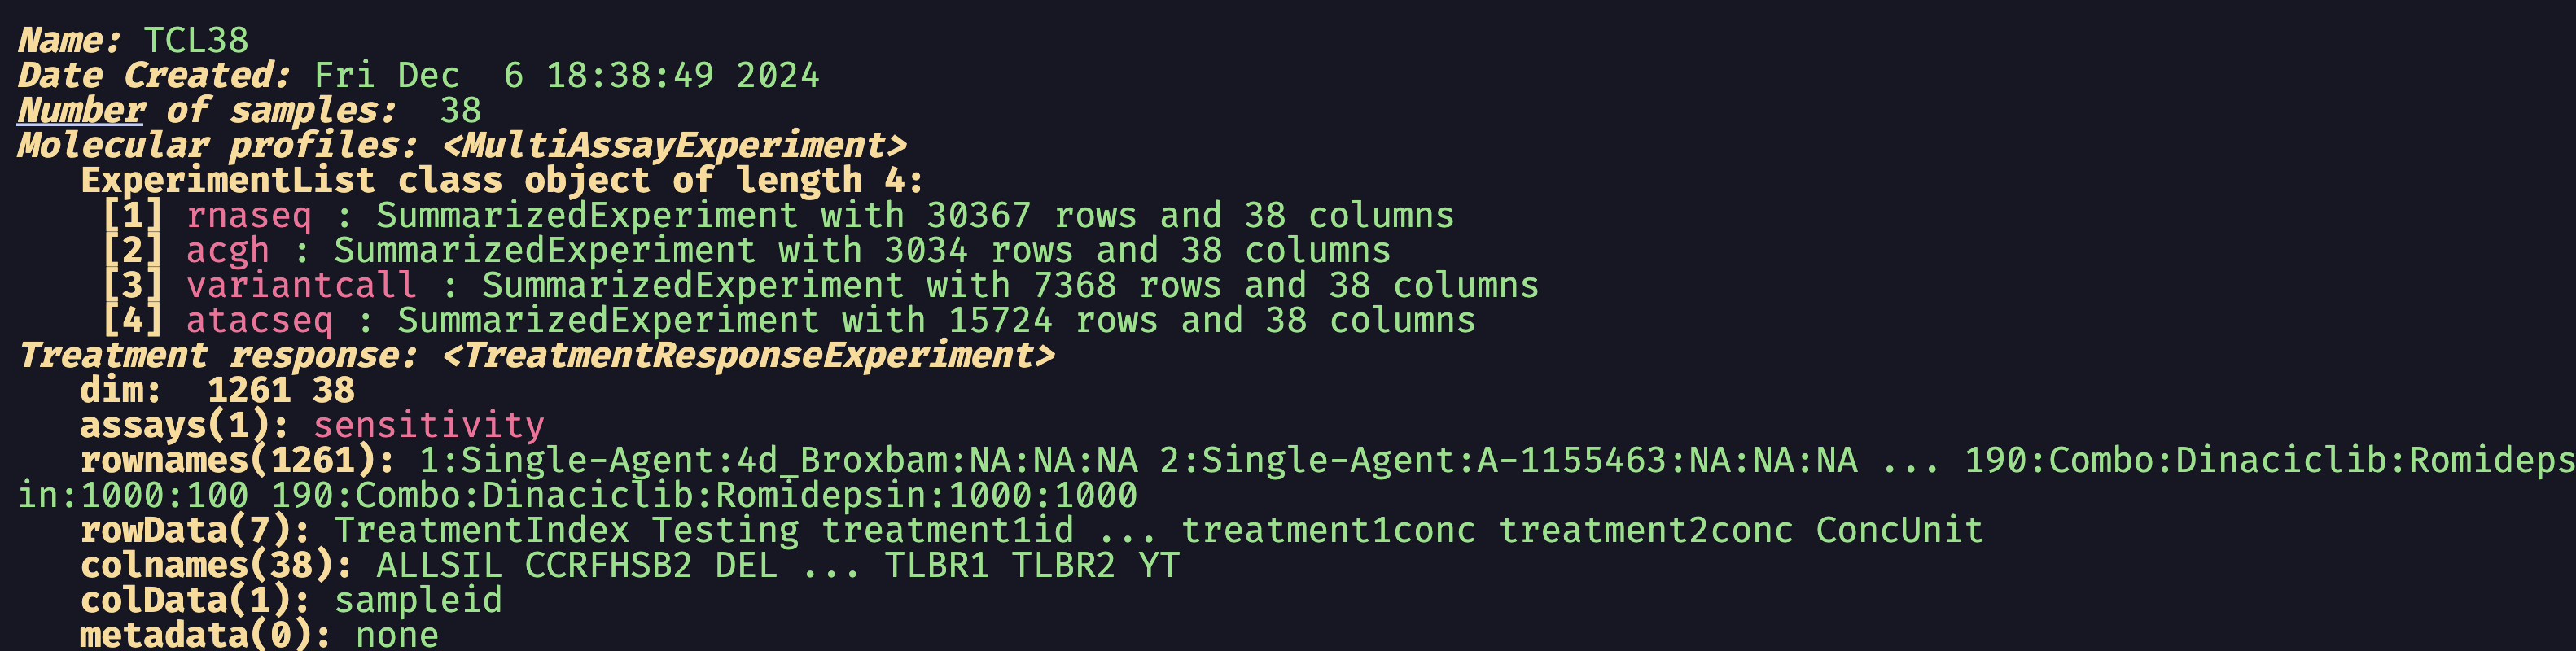 Name: TCL38
Date Created: Fri Dec  6 18:38:49 2024
Number of samples:  38
Molecular profiles: <MultiAssayExperiment>
   ExperimentList class object of length 4:
    [1] rnaseq : SummarizedExperiment with 30367 rows and 38 columns
    [2] acgh : SummarizedExperiment with 3034 rows and 38 columns
    [3] variantcall : SummarizedExperiment with 7368 rows and 38 columns
    [4] atacseq : SummarizedExperiment with 15724 rows and 38 columns
Treatment response: <TreatmentResponseExperiment>
   dim:  1261 38
   assays(1): sensitivity
   rownames(1261): 1:Single-Agent:4d_Broxbam:NA:NA:NA 2:Single-Agent:A-1155463:NA:NA:NA ... 190:Combo:Dinaciclib:Romideps
in:1000:100 190:Combo:Dinaciclib:Romidepsin:1000:1000
   rowData(7): TreatmentIndex Testing treatment1id ... treatment1conc treatment2conc ConcUnit
   colnames(38): ALLSIL CCRFHSB2 DEL ... TLBR1 TLBR2 YT
   colData(1): sampleid
   metadata(0): none